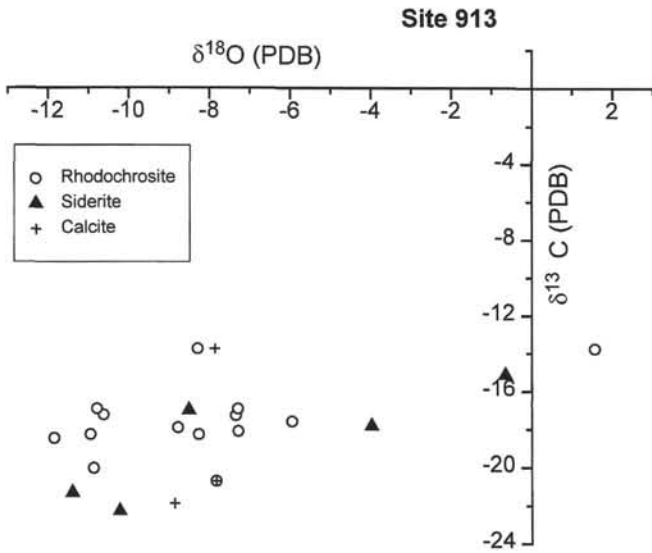 Site 913
δ18O (PDB)
-12 -10 -8 -6 -4 -2 2
Rhodochrosite
Siderite
Calcite
-4
-8
-12
-16
-20
-24
δ13 C (PDB)